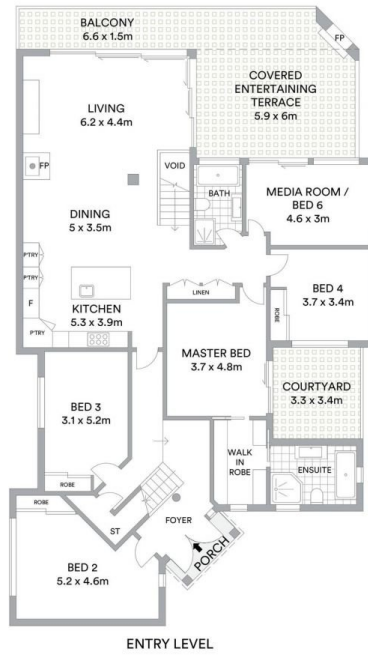 BALCONY
6.6 x 1.5m
FP
COVERED
ENTERTAINING
TERRACE
5.9 x 6m
LIVING
6.2 x 4.4m
FP
VOID
BATH
MEDIA ROOM /
BED 6
4.6 x 3m
DINING
5 x 3.5m
P'TRY
P'TRY
F
P'TRY
KITCHEN
5.3 x 3.9m
LINEN
ROBE
BED 4
3.7 x 3.4m
MASTER BED
3.7 x 4.8m
COURTYARD
3.3 x 3.4m
BED 3
3.1 x 5.2m
ROBE
WALK
IN
ROBE
ENSUITE
ROBE
ST
FOYER
PORCH
BED 2
5.2 x 4.6m
ENTRY LEVEL